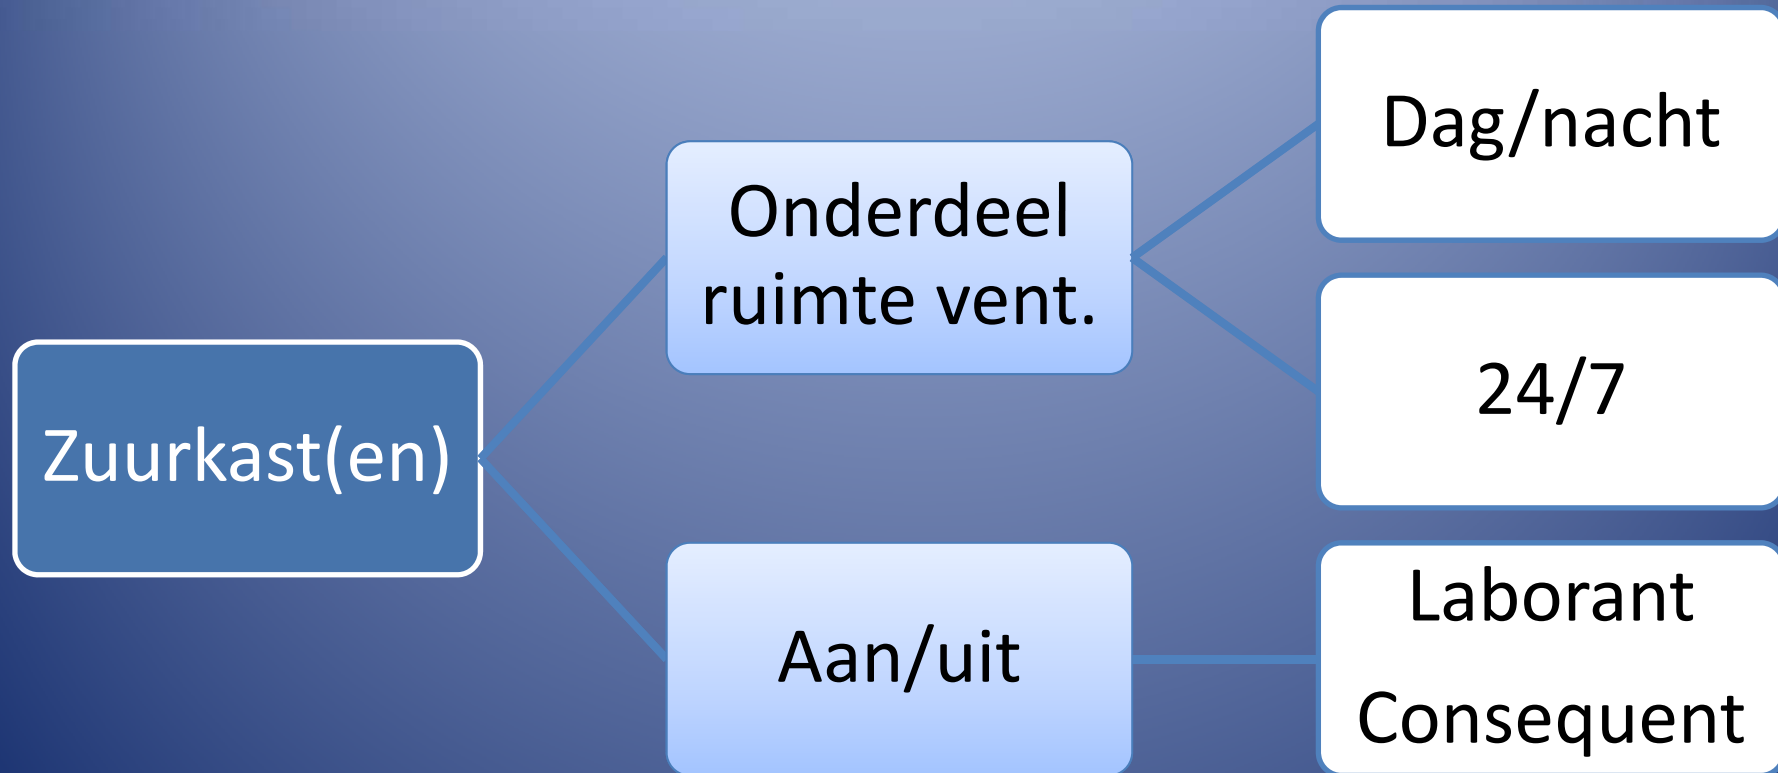 Zuurkast(en)
Onderdeel
ruimte vent.
Aan/uit
Dag/nacht
24/7
Laborant
Consequent